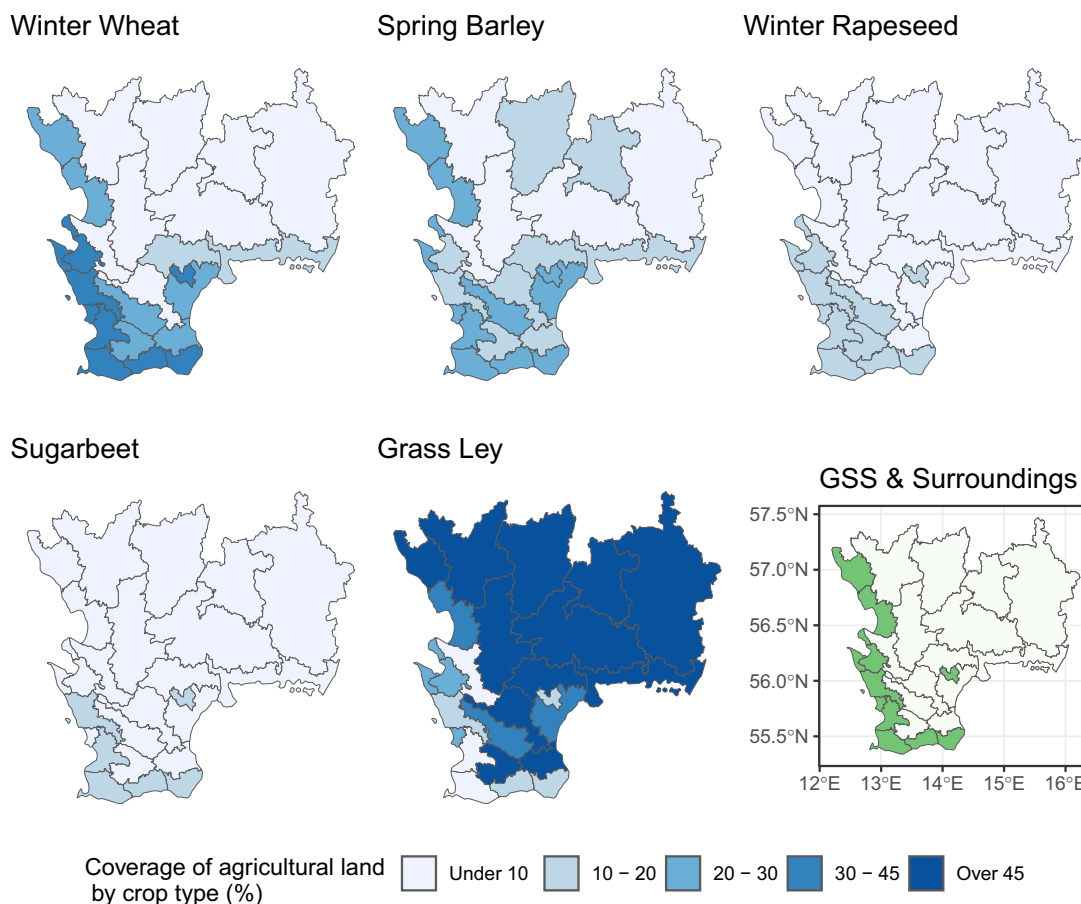 Winter Wheat
Spring Barley
Winter Rapeseed
Sugarbeet
Grass Ley
GSS & Surroundings
57.5°N
57.0°N
56.5°N
56.0°N
55.5°N
12°E 13°E 14°E 15°E 16°E
Coverage of agricultural land
by crop type (%)
Under 10
10 − 20
20 − 30
30 − 45
Over 45